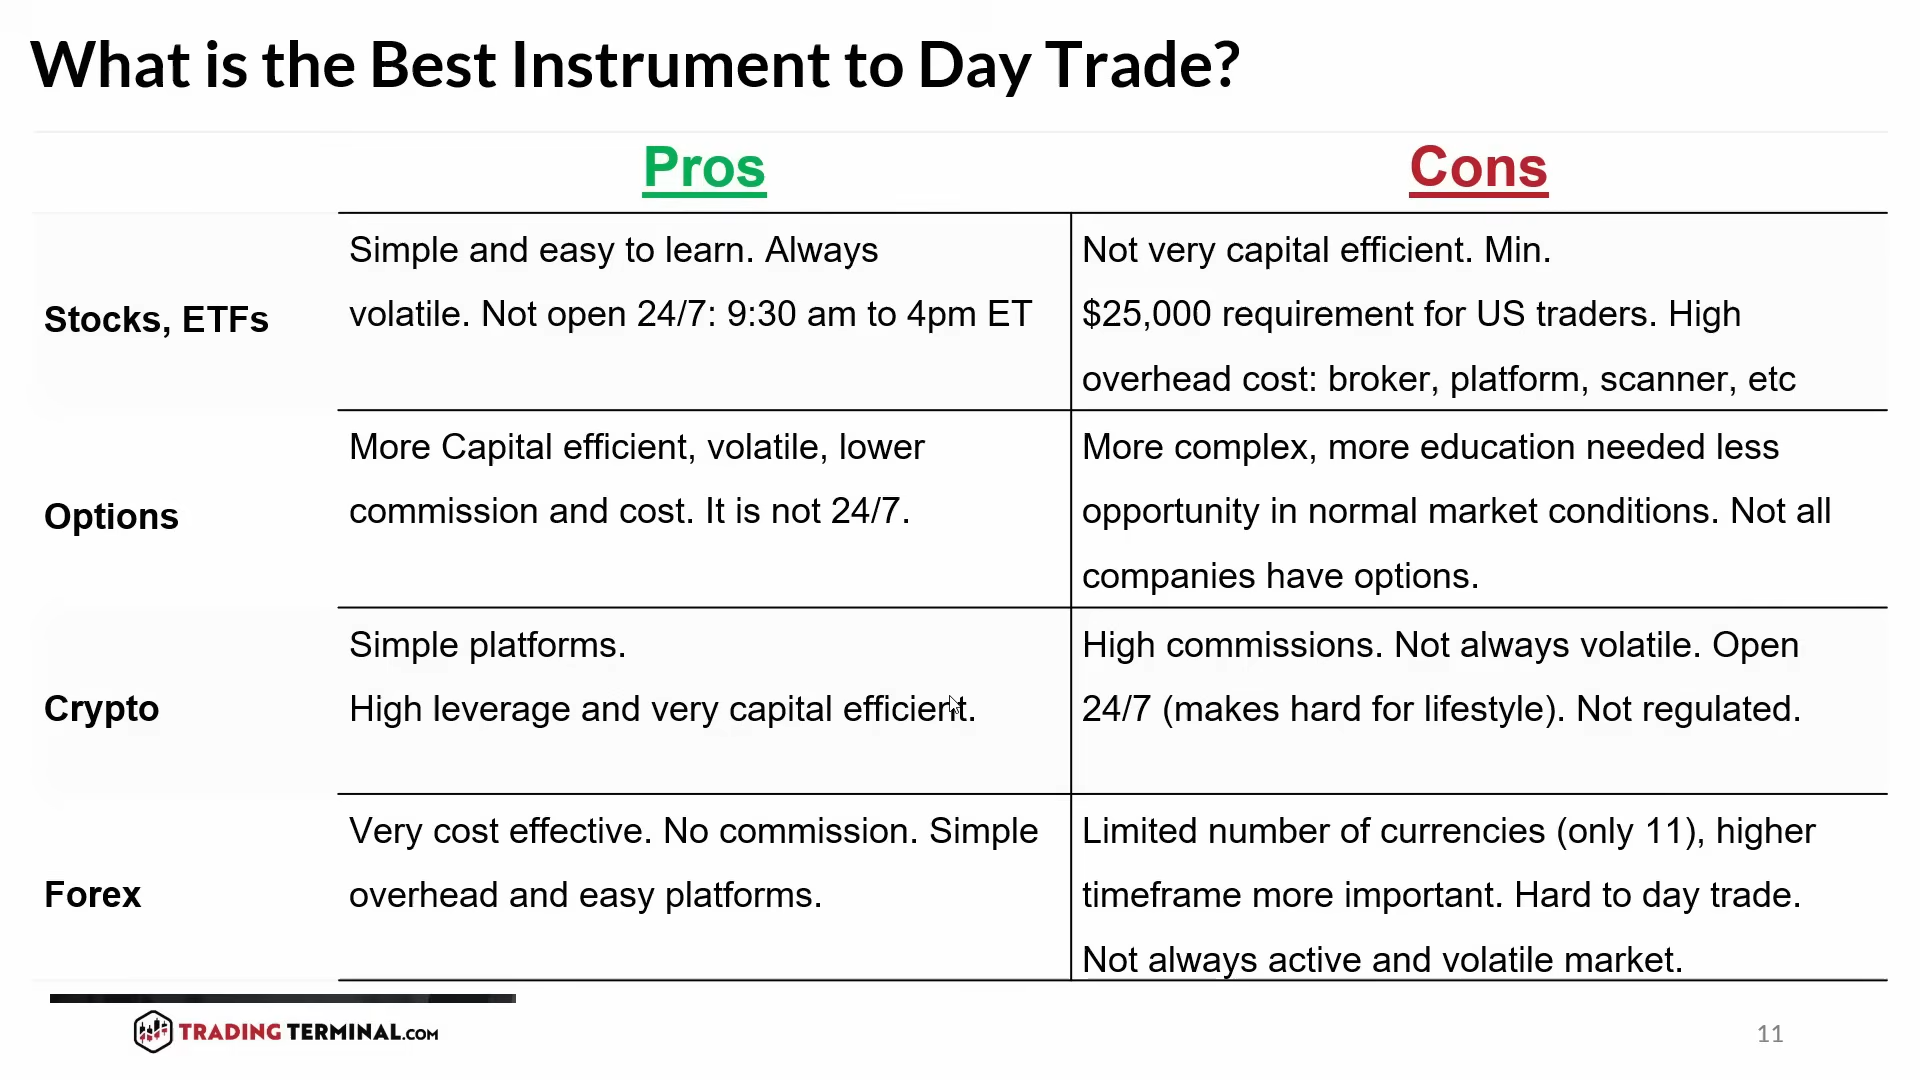 What is the Best Instrument to Day Trade?
Pros
Cons
Stocks, ETFs
Simple and easy to learn. Always
volatile. Not open 24/7: 9:30 am to 4pm ET
Not very capital efficient. Min.
$25,000 requirement for US traders. High
overhead cost: broker, platform, scanner, etc
Options
More Capital efficient, volatile, lower
commission and cost. It is not 24/7.
More complex, more education needed less
opportunity in normal market conditions. Not all
companies have options.
Crypto
Simple platforms.
High leverage and very capital efficient.
High commissions. Not always volatile. Open
24/7 (makes hard for lifestyle). Not regulated.
Forex
Very cost effective. No commission. Simple
overhead and easy platforms.
Limited number of currencies (only 11), higher
timeframe more important. Hard to day trade.
Not always active and volatile market.
TRADING TERMINAL.COM
11